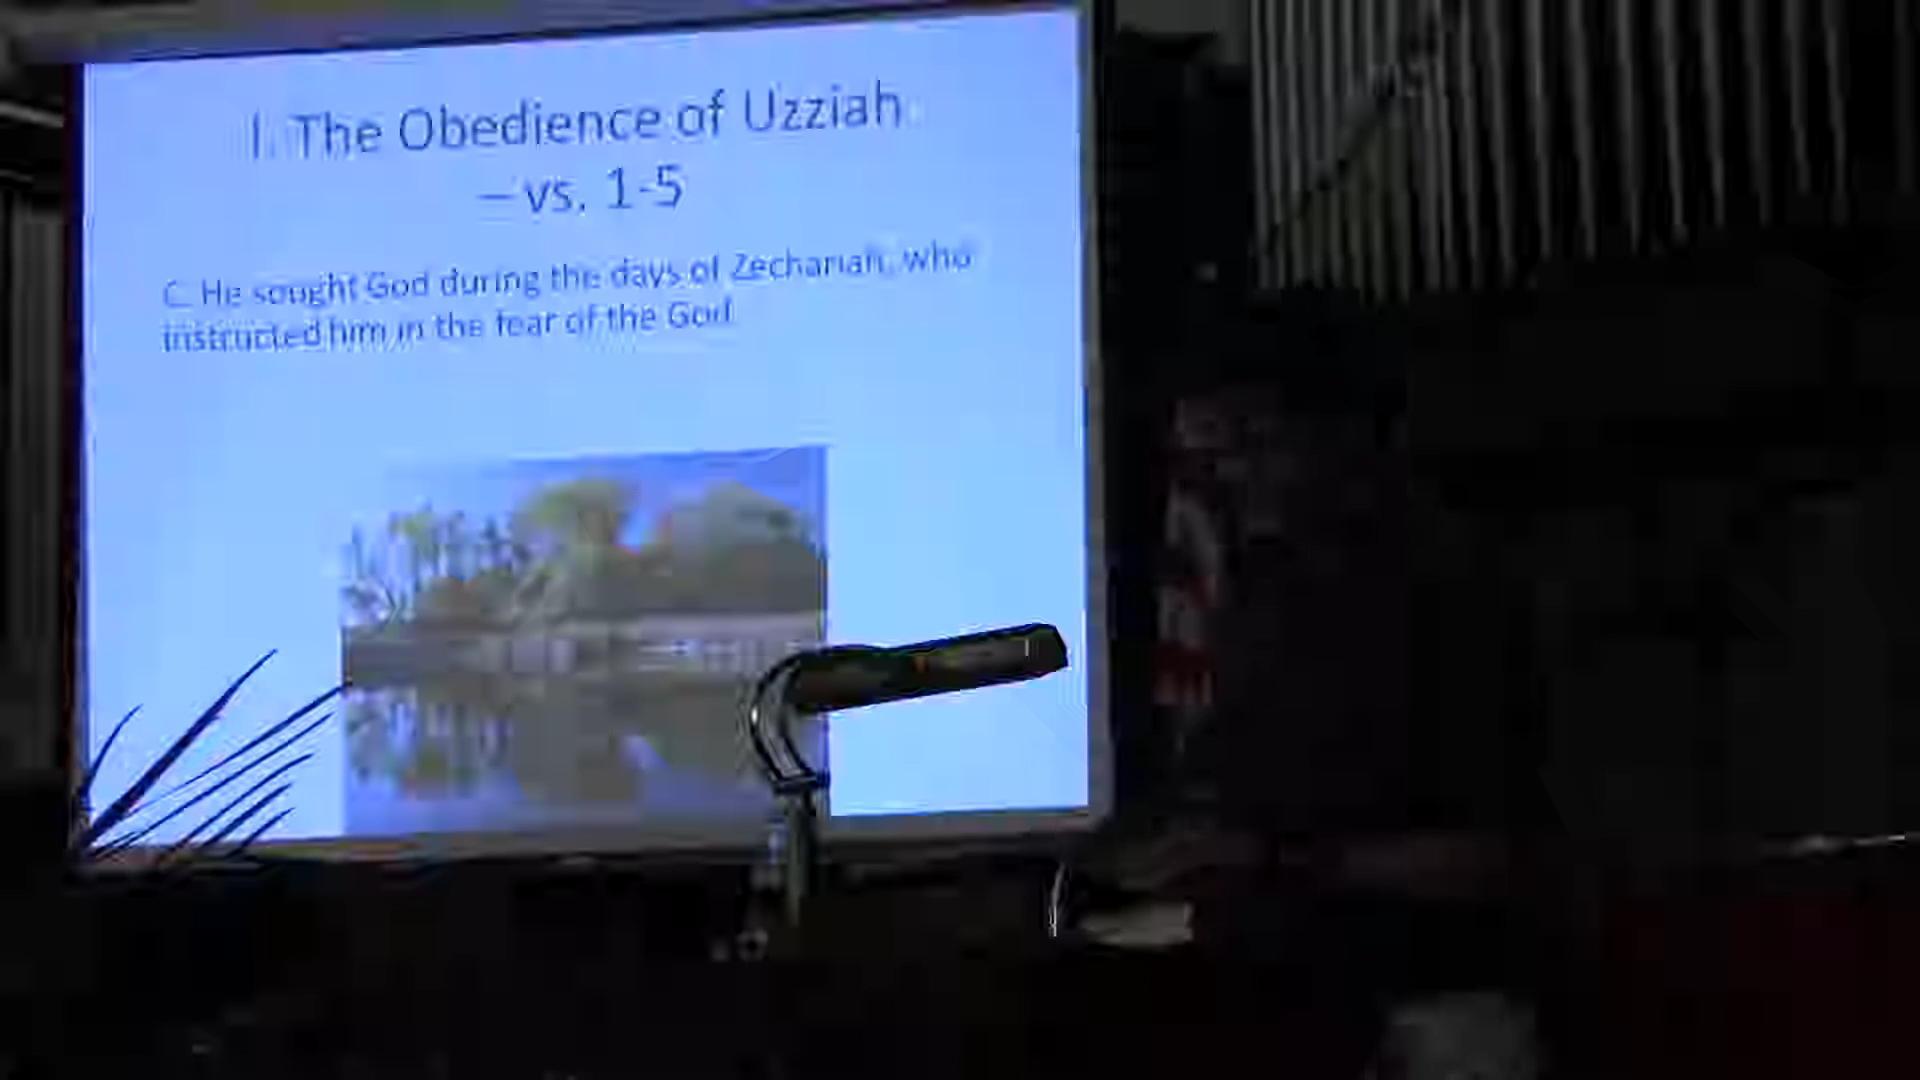 I. The Obedience of Uzziah
– vs. 1-5
C. He sought God during the days of Zechariah, who
instructed him in the fear of the God